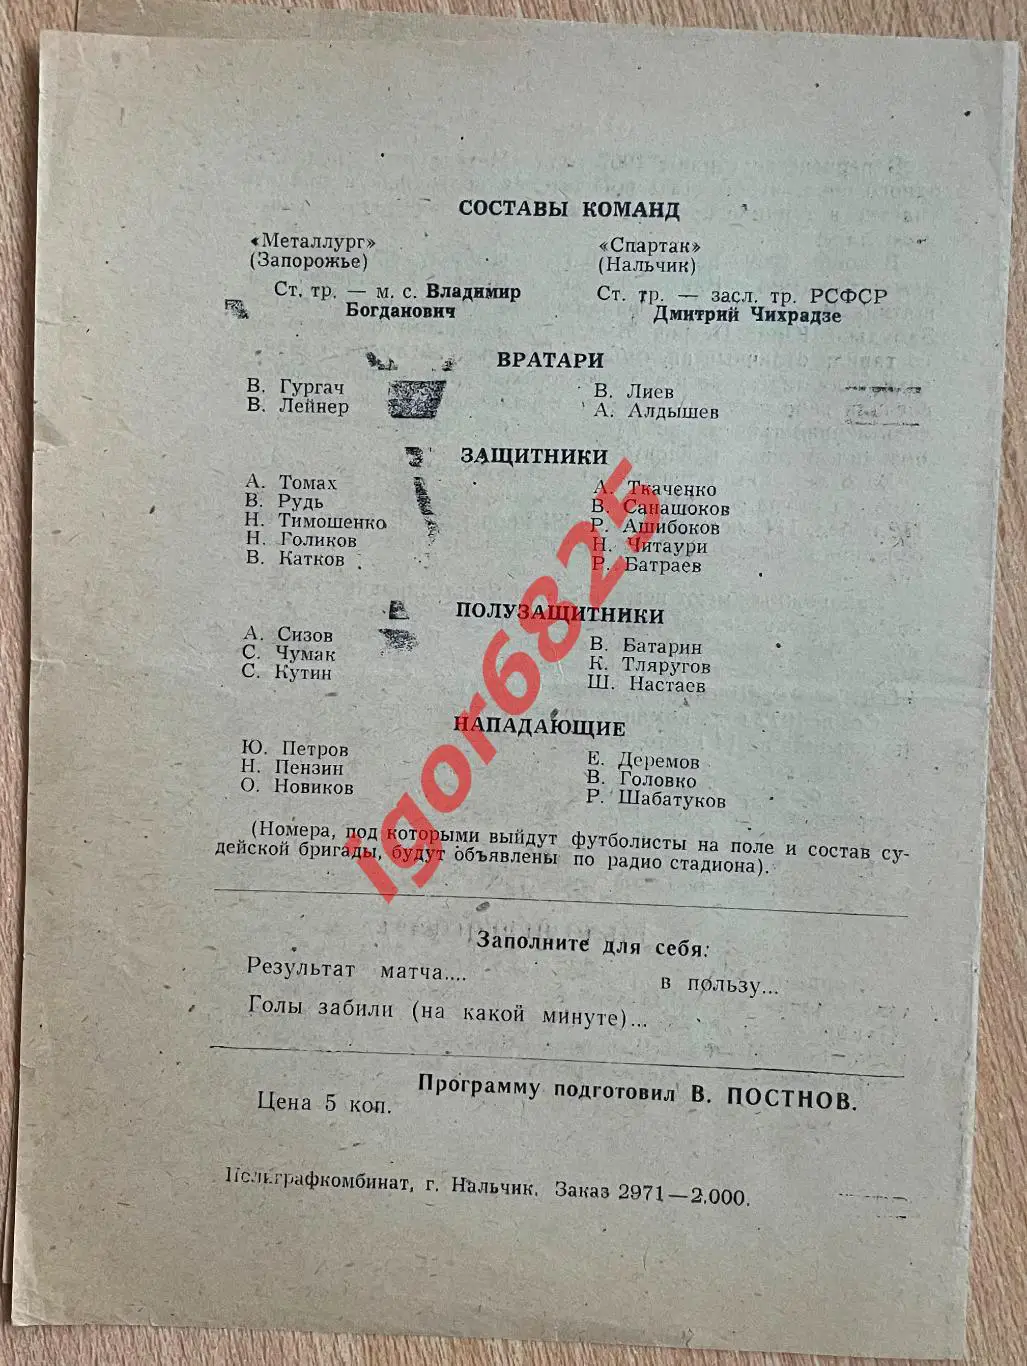 СОСТАВЫ КОМАНД
«Металлург»
(Запорожье)
Ст. тр. — м. с. Владимир
Богданович
«Спартак»
(Нальчик)
Ст. тр. — засл. тр. РСФСР
Дмитрий Чихрадзе
ВРАТАРИ
В. Гургач
В. Лейнер
В. Лиев
А. Алдышев
ЗАЩИТНИКИ
А. Томах
В. Рудь
Н. Тимошенко
Н. Голиков
В. Катков
А. Ткаченко
В. Санашоков
Р. Ашибоков
Н. Читаури
Р. Батраев
ПОЛУЗАЩИТНИКИ
А. Сизов
С. Чумак
С. Кутин
В. Батарин
К. Тляругов
Ш. Настаев
НАПАДАЮЩИЕ
Ю. Петров
Н. Пензин
О. Новиков
Е. Деремов
В. Головко
Р. Шабатуков
(Номера, под которыми выйдут футболисты на поле и состав су-
дейской бригады, будут объявлены по радио стадиона).
Заполните для себя:
Результат матча.... в пользу...
Голы забили (на какой минуте)...
Программу подготовил В. ПОСТНОВ.
Цена 5 коп.
Полиграфкомбинат, г. Нальчик. Заказ 2971—2.000.
igor6825